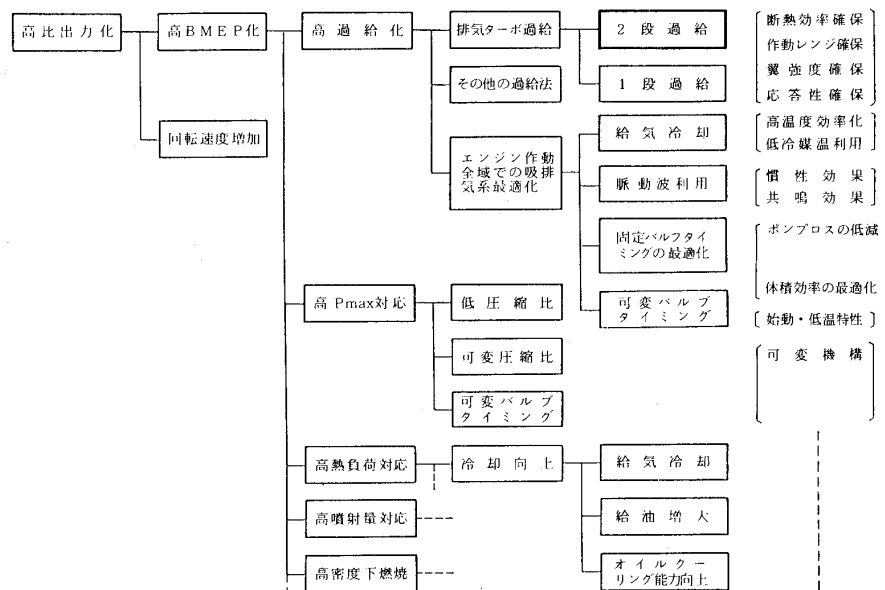 高比出力化
高BMEP化
高過給化
排気ターボ過給
2段過給
断熱効率確保
作動レンジ確保
翼強度確保
応答性確保
その他の過給法
1段過給
回転速度増加
エンジン作動
全域での吸排
気系最適化
給気冷却
高温度効率化
低冷媒温利用
脈動波利用
慣性効果
共鳴効果
固定バルブタイ
ミングの最適化
ポンプロスの低減
体積効率の最適化
高Pmax対応
低圧縮比
可変バルブ
タイミング
始動・低温特性
可変圧縮比
可変機構
可変バルブ
タイミング
高熱負荷対応
冷却向上
給気冷却
高噴射量対応
給油増大
高密度下燃焼
オイルクー
リング能力向上